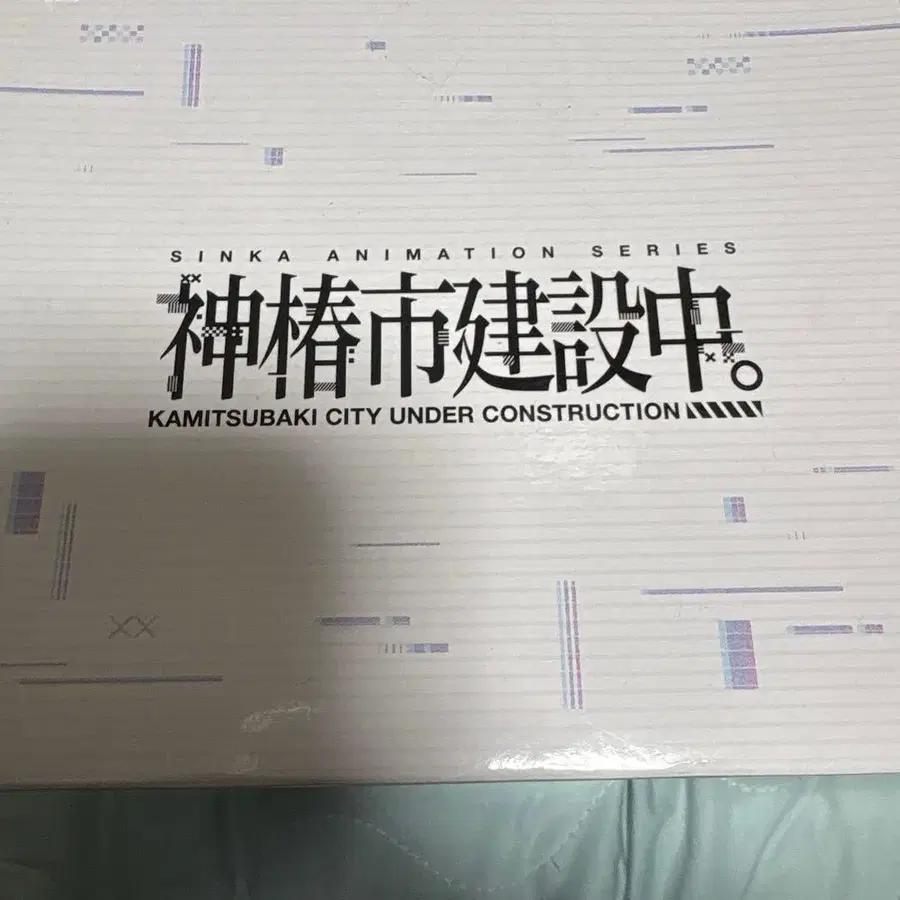 SINKA ANIMATION SERIES
神椿市建設中。
KAMITSUBAKI CITY UNDER CONSTRUCTION